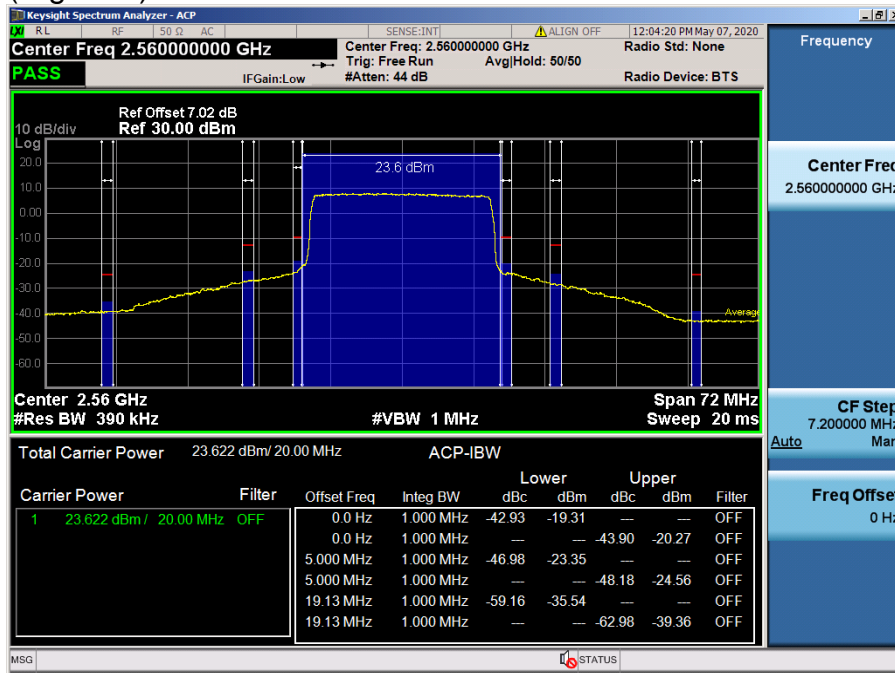 Keysight Spectrum Analyzer - ACP
LXI RL RF 50 Ω AC SENSE:INT ALIGN OFF 12:04:20 PM May 07, 2020
Center Freq 2.560000000 GHz
Center Freq: 2.560000000 GHz Radio Std: None
Trig: Free Run Avg|Hold: 50/50
PASS IFGain:Low #Atten: 44 dB Radio Device: BTS
Frequency
Ref Offset 7.02 dB
10 dB/div Ref 30.00 dBm
Log
23.6 dBm
20.0
10.0
0.00
-10.0
-20.0
-30.0
-40.0
-50.0
-60.0
Average
Center 2.56 GHz Span 72 MHz
#Res BW 390 kHz #VBW 1 MHz Sweep 20 ms
Center Freq
2.560000000 GHz
CF Step
7.200000 MHz
Auto Man
Freq Offset
0 Hz
Total Carrier Power 23.622 dBm/ 20.00 MHz ACP-IBW
Lower Upper
Carrier Power Filter Offset Freq Integ BW dBc dBm dBc dBm Filter
1 23.622 dBm / 20.00 MHz OFF 0.0 Hz 1.000 MHz -42.93 -19.31 --- --- OFF
0.0 Hz 1.000 MHz --- --- -43.90 -20.27 OFF
5.000 MHz 1.000 MHz -46.98 -23.35 --- --- OFF
5.000 MHz 1.000 MHz --- --- -48.18 -24.56 OFF
19.13 MHz 1.000 MHz -59.16 -35.54 --- --- OFF
19.13 MHz 1.000 MHz --- --- -62.98 -39.36 OFF
MSG STATUS